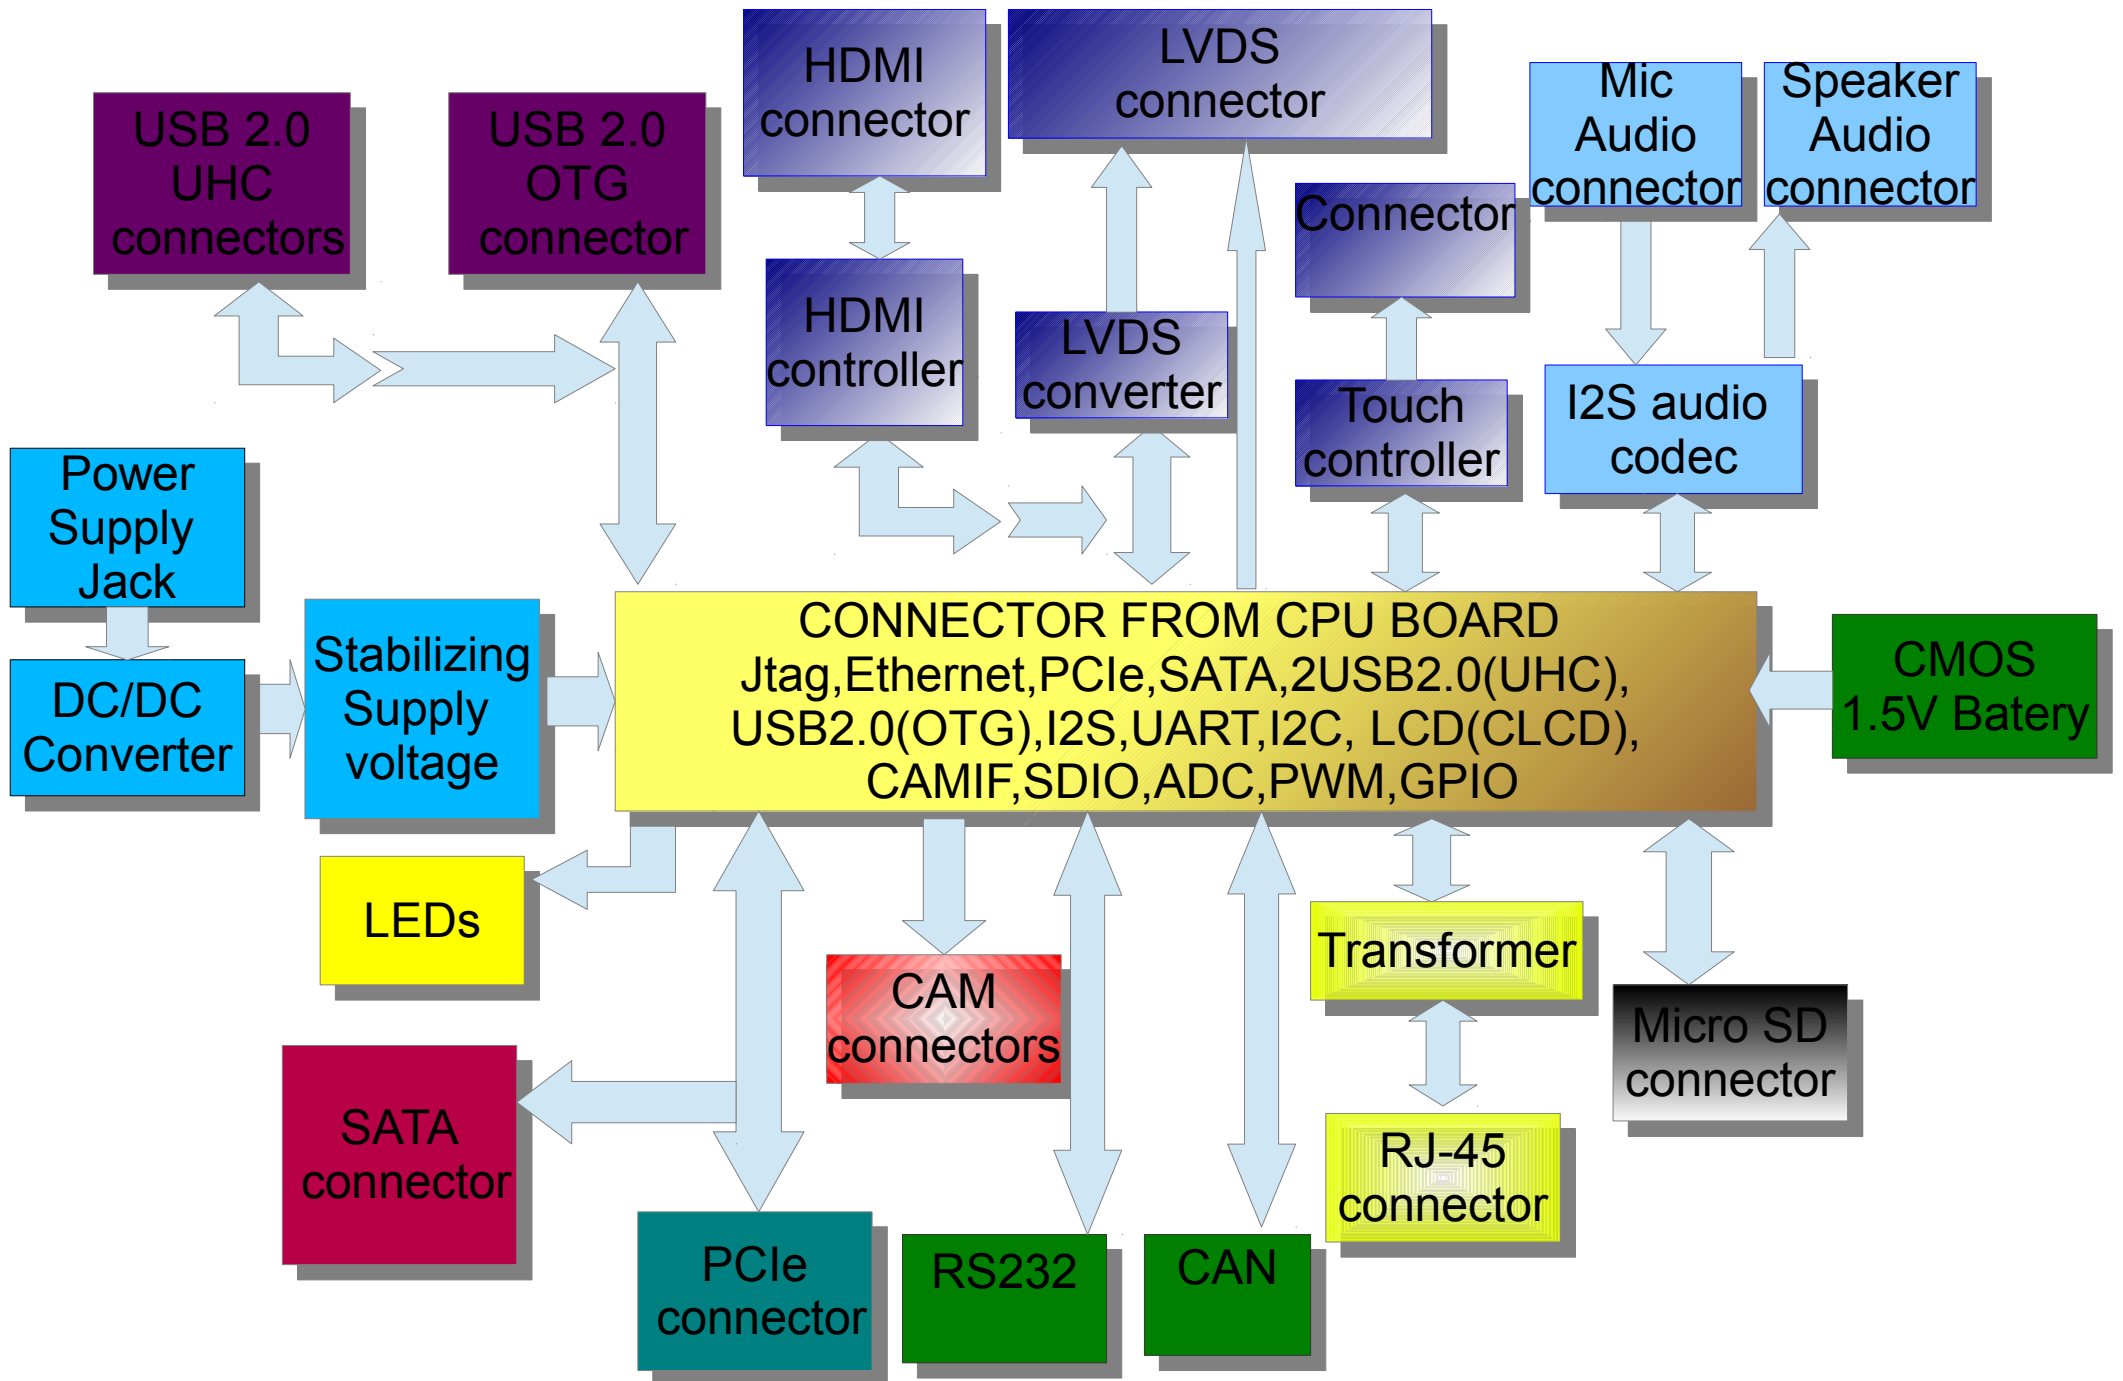 HDMI
connector
LVDS
connector
Mic
Audio
connector
Speaker
Audio
connector
USB 2.0
UHC
connectors
USB 2.0
OTG
connector
Connector
HDMI
controller
LVDS
converter
Touch
controller
I2S audio
codec
Power
Supply
Jack
DC/DC
Converter
Stabilizing
Supply
voltage
CONNECTOR FROM CPU BOARD
Jtag,Ethernet,PCIe,SATA,2USB2.0(UHC),
USB2.0(OTG),I2S,UART,I2C, LCD(CLCD),
CAMIF,SDIO,ADC,PWM,GPIO
CMOS
1.5V Batery
LEDs
CAM
connectors
Transformer
Micro SD
connector
SATA
connector
RJ-45
connector
PCIe
connector
RS232
CAN